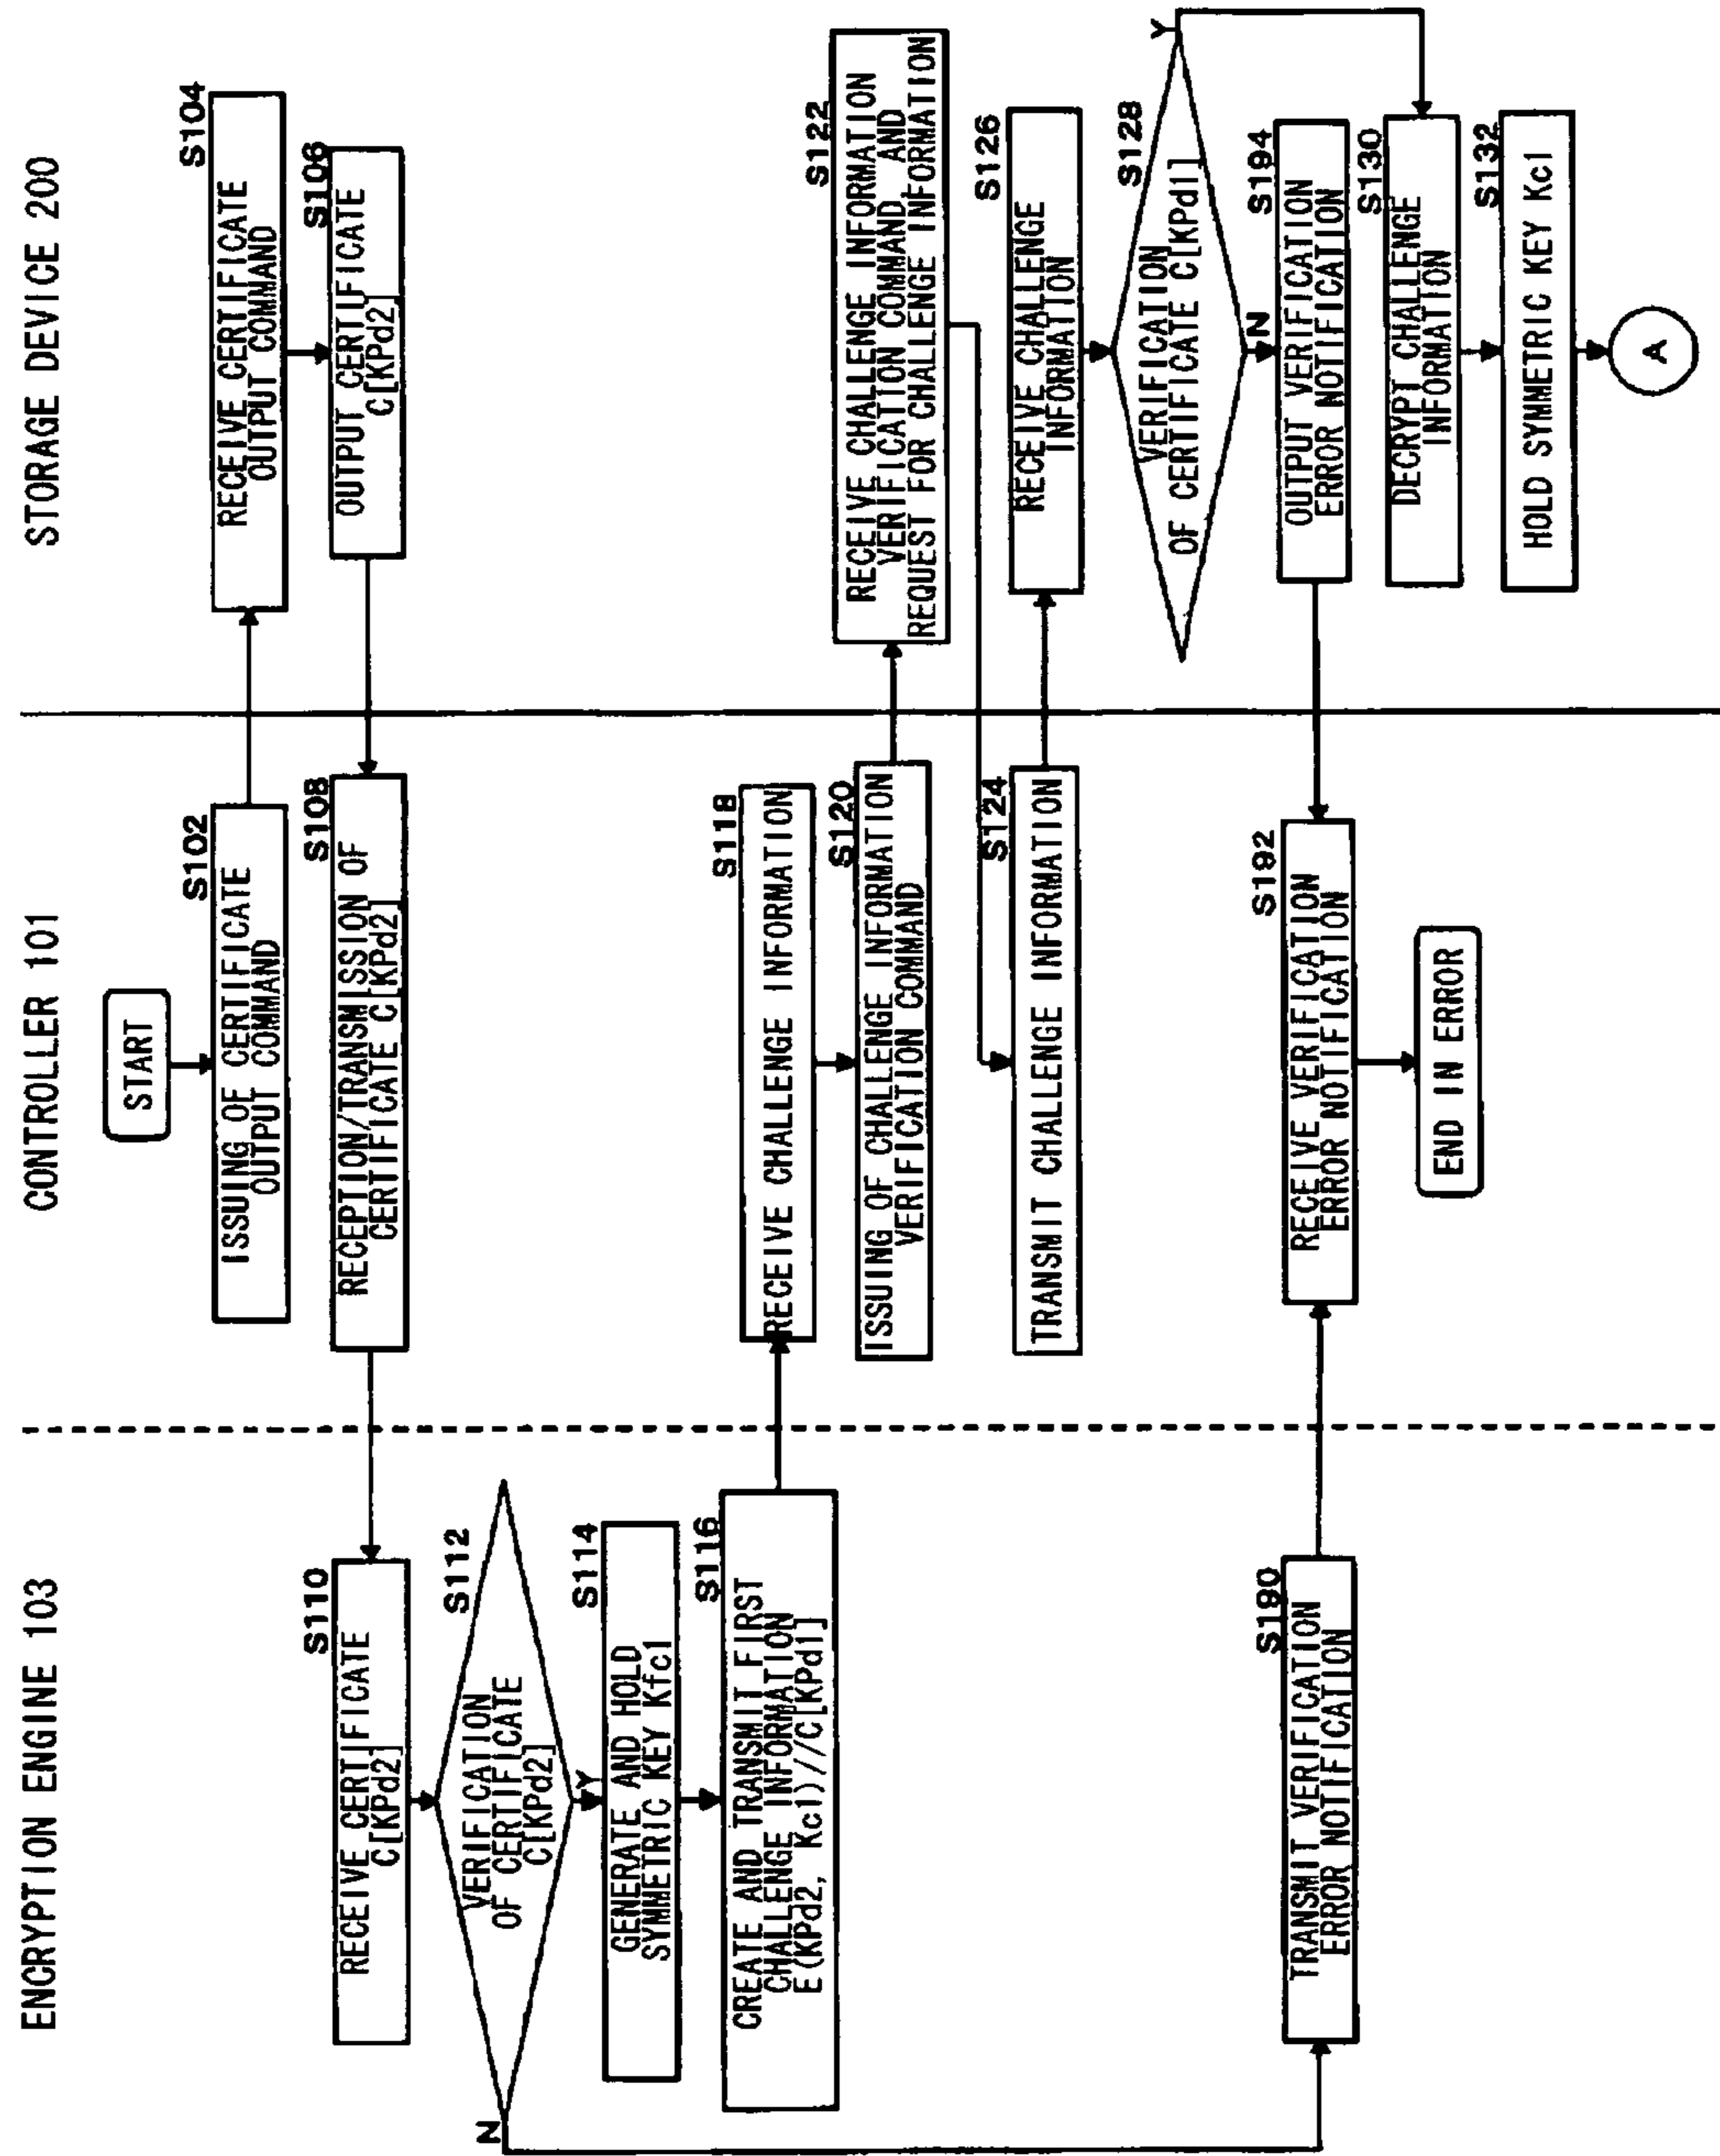 ENCRYPTION ENGINE 103
CONTROLLER 101
STORAGE DEVICE 200
START
S102
ISSUING OF CERTIFICATE
OUTPUT COMMAND
S104
RECEIVE CERTIFICATE
OUTPUT COMMAND
S106
OUTPUT CERTIFICATE
C[KPd2]
S108
RECEPTION/TRANSMISSION OF
CERTIFICATE C[KPd2]
S110
RECEIVE CERTIFICATE
C[KPd2]
S112
VERIFICATION
OF CERTIFICATE
C[KPd2]
N
Y
S114
GENERATE AND HOLD
SYMMETRIC KEY Kfc1
S116
CREATE AND TRANSMIT FIRST
CHALLENGE INFORMATION
E(KPd2, Kc1)//C[KPd1]
S118
RECEIVE CHALLENGE INFORMATION
S120
ISSUING OF CHALLENGE INFORMATION
VERIFICATION COMMAND
S122
RECEIVE CHALLENGE INFORMATION
VERIFICATION COMMAND AND
REQUEST FOR CHALLENGE INFORMATION
S124
TRANSMIT CHALLENGE INFORMATION
S126
RECEIVE CHALLENGE
INFORMATION
S128
VERIFICATION
OF CERTIFICATE C[KPd1]
Y
N
S190
TRANSMIT VERIFICATION
ERROR NOTIFICATION
S192
RECEIVE VERIFICATION
ERROR NOTIFICATION
S194
OUTPUT VERIFICATION
ERROR NOTIFICATION
END IN ERROR
S130
DECRYPT CHALLENGE
INFORMATION
S132
HOLD SYMMETRIC KEY Kc1
A